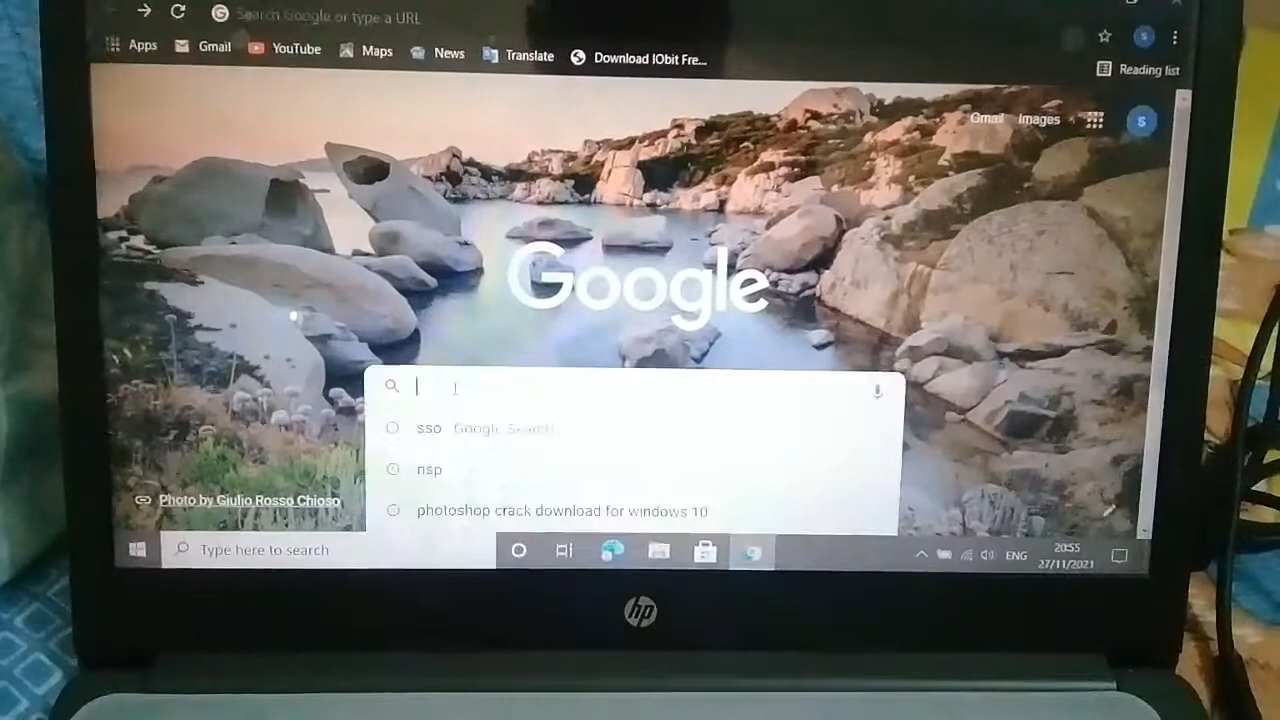 Search Google or type a URL
Apps Gmail YouTube Maps News Translate Download IObit Fre...
S
Reading list
Gmail Images
S
Google
sso Google Search
nsp
photoshop crack download for windows 10
Photo by Giulio Rosso Chioso
Type here to search
ENG
20:55
27/11/2021
hp